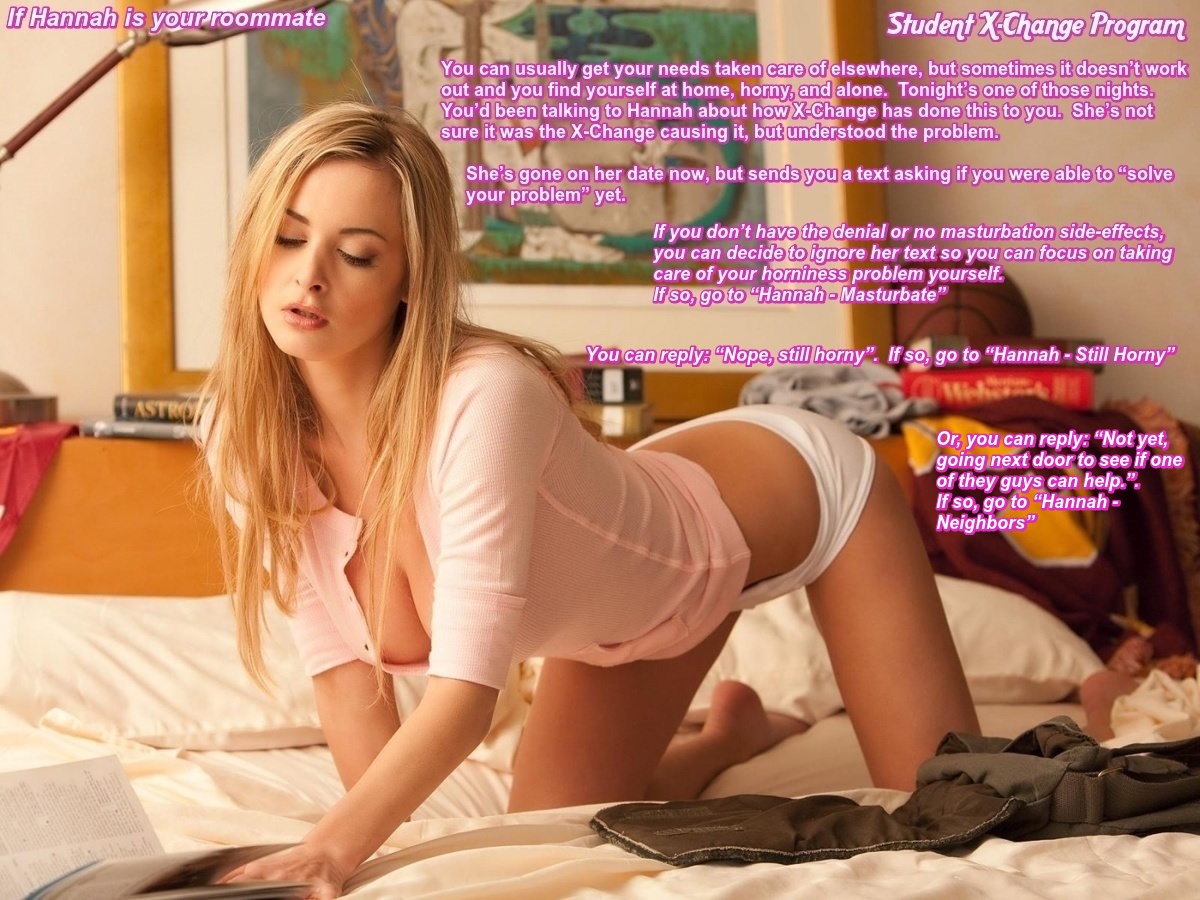 If Hannah is your roommate
Student X-Change Program
You can usually get your needs taken care of elsewhere, but sometimes it doesn't work
out and you find yourself at home, horny, and alone.  Tonight's one of those nights.
You'd been talking to Hannah about how X-Change has done this to you.  She's not
sure it was the X-Change causing it, but understood the problem.
She's gone on her date now, but sends you a text asking if you were able to “solve
your problem” yet.
If you don't have the denial or no masturbation side-effects,
you can decide to ignore her text so you can focus on taking
care of your horniness problem yourself.
If so, go to “Hannah - Masturbate”
You can reply: “Nope, still horny”.  If so, go to “Hannah - Still Horny”
Or, you can reply: “Not yet,
going next door to see if one
of they guys can help.”.
If so, go to “Hannah -
Neighbors”
ASTRO
Webster's